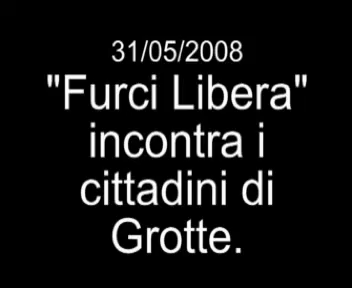 31/05/2008
"Furci Libera"
incontra i
cittadini di
Grotte.